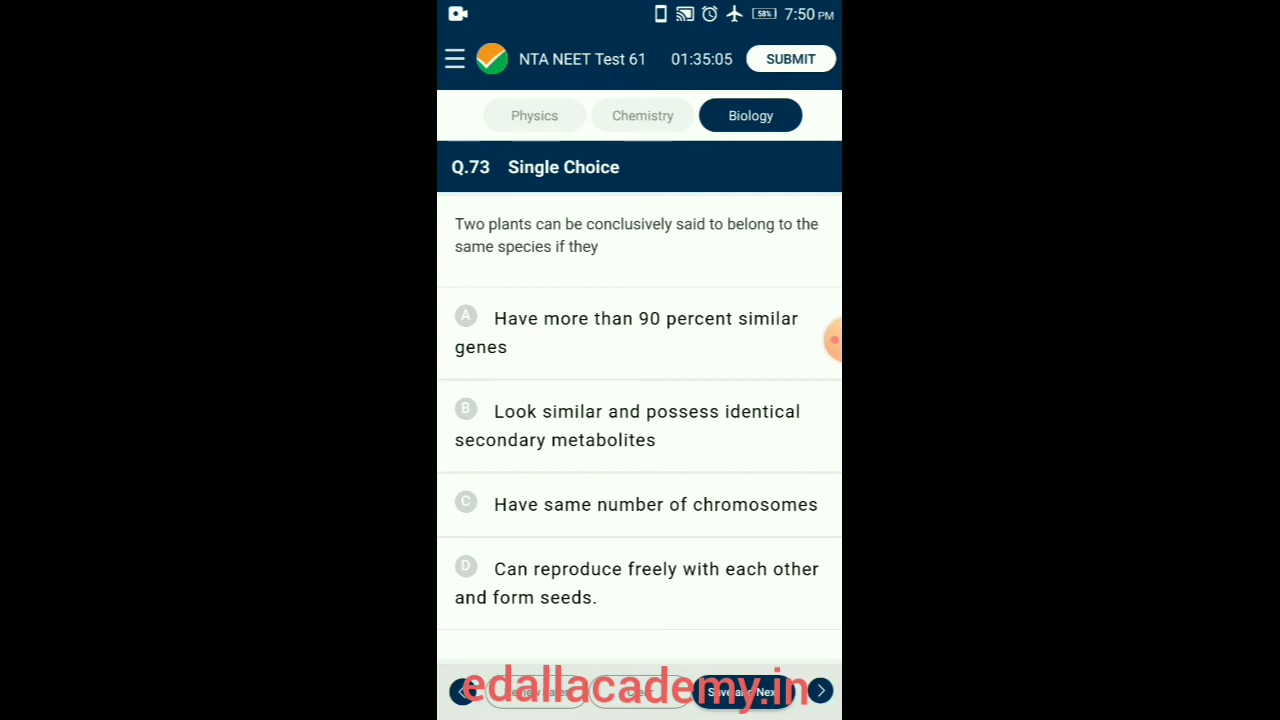 58% 7:50 PM
NTA NEET Test 61 01:35:05 SUBMIT
Physics Chemistry Biology
Q.73 Single Choice
Two plants can be conclusively said to belong to the
same species if they
A Have more than 90 percent similar
genes
B Look similar and possess identical
secondary metabolites
C Have same number of chromosomes
D Can reproduce freely with each other
and form seeds.
edallacademy.in